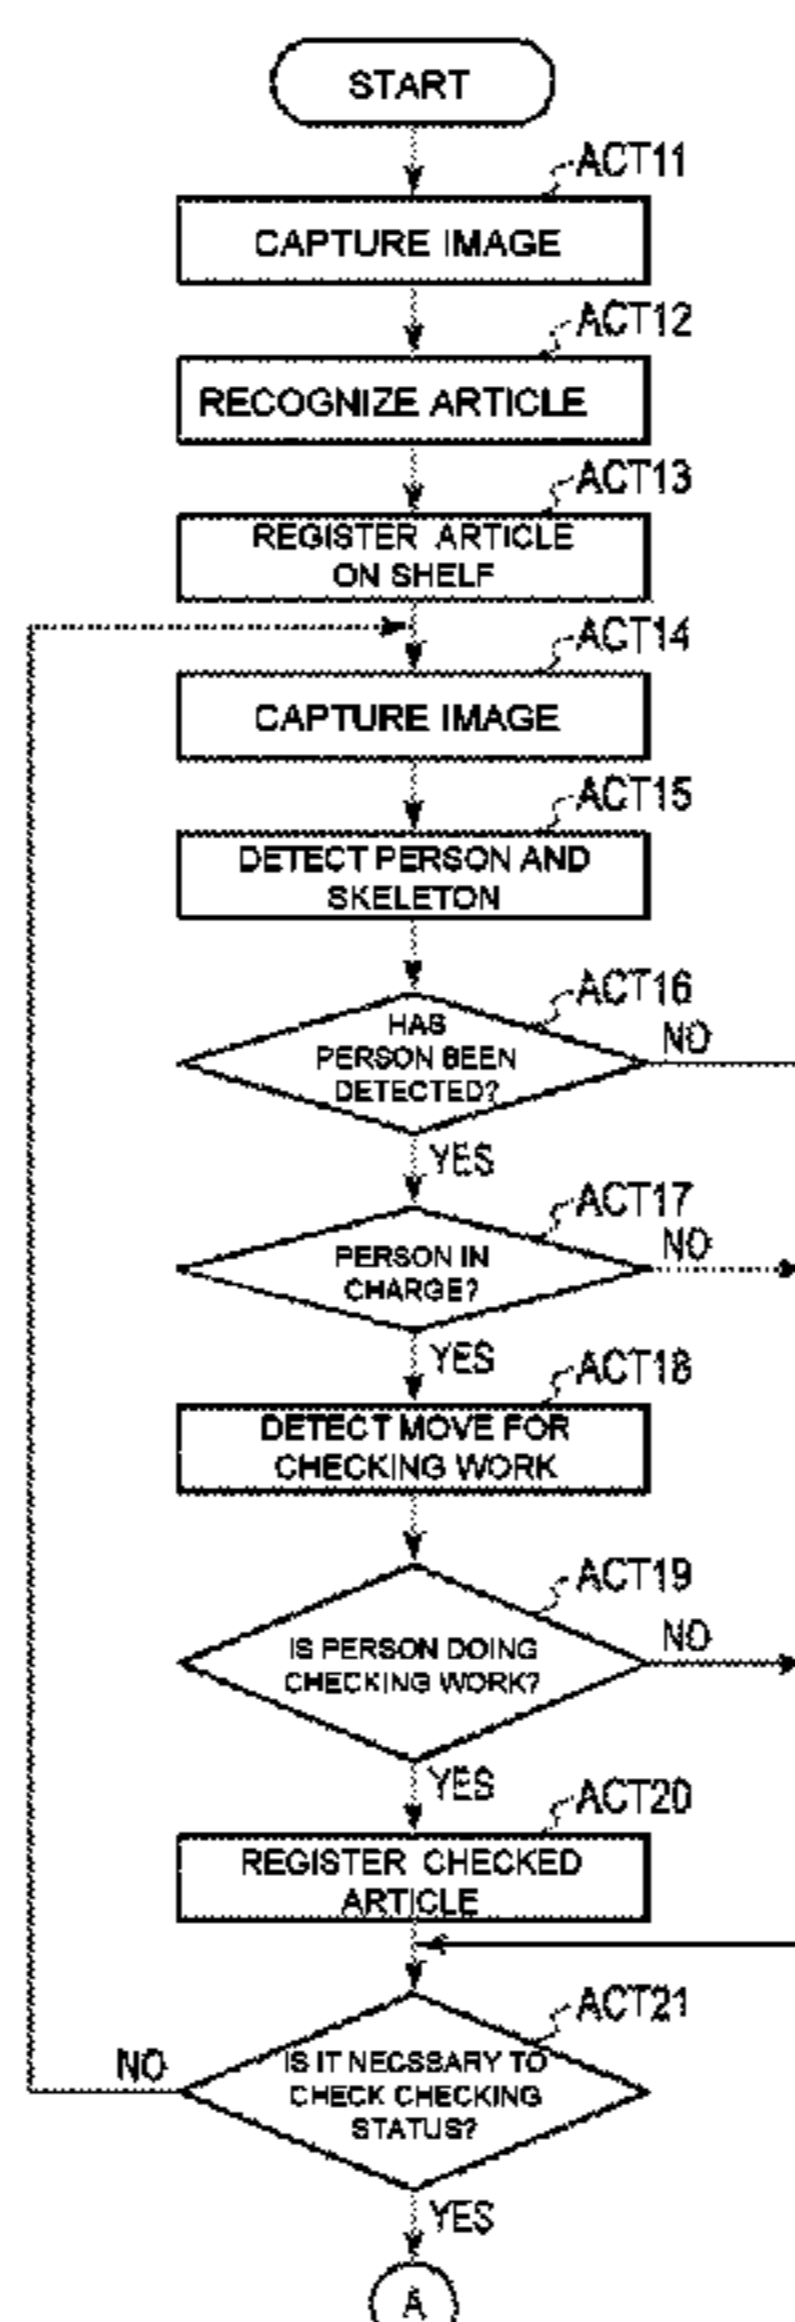 START
ACT11
CAPTURE IMAGE
ACT12
RECOGNIZE ARTICLE
ACT13
REGISTER ARTICLE
ON SHELF
ACT14
CAPTURE IMAGE
ACT15
DETECT PERSON AND
SKELETON
ACT16
HAS
PERSON BEEN
DETECTED?
NO
YES
ACT17
PERSON IN
CHARGE?
NO
YES
ACT18
DETECT MOVE FOR
CHECKING WORK
ACT19
IS PERSON DOING
CHECKING WORK?
NO
YES
ACT20
REGISTER CHECKED
ARTICLE
ACT21
IS IT NECSSARY TO
CHECK CHECKING
STATUS?
NO
YES
A